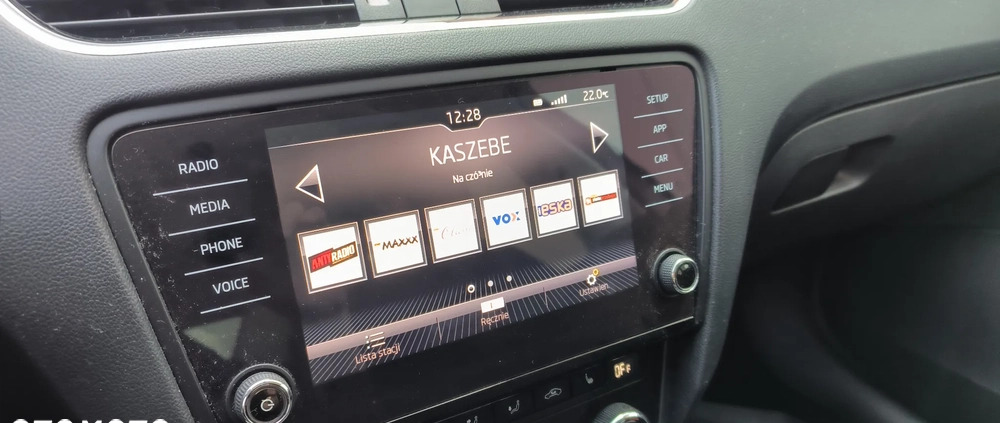 12:28
22.0°C
KASZEBE
Na czó³nie
RADIO
MEDIA
PHONE
VOICE
SETUP
APP
CAR
MENU
ANTYRADIO
MAXXX
VOX
ESKA
Lista stacji
Ręcznie
Ustawien
OFF